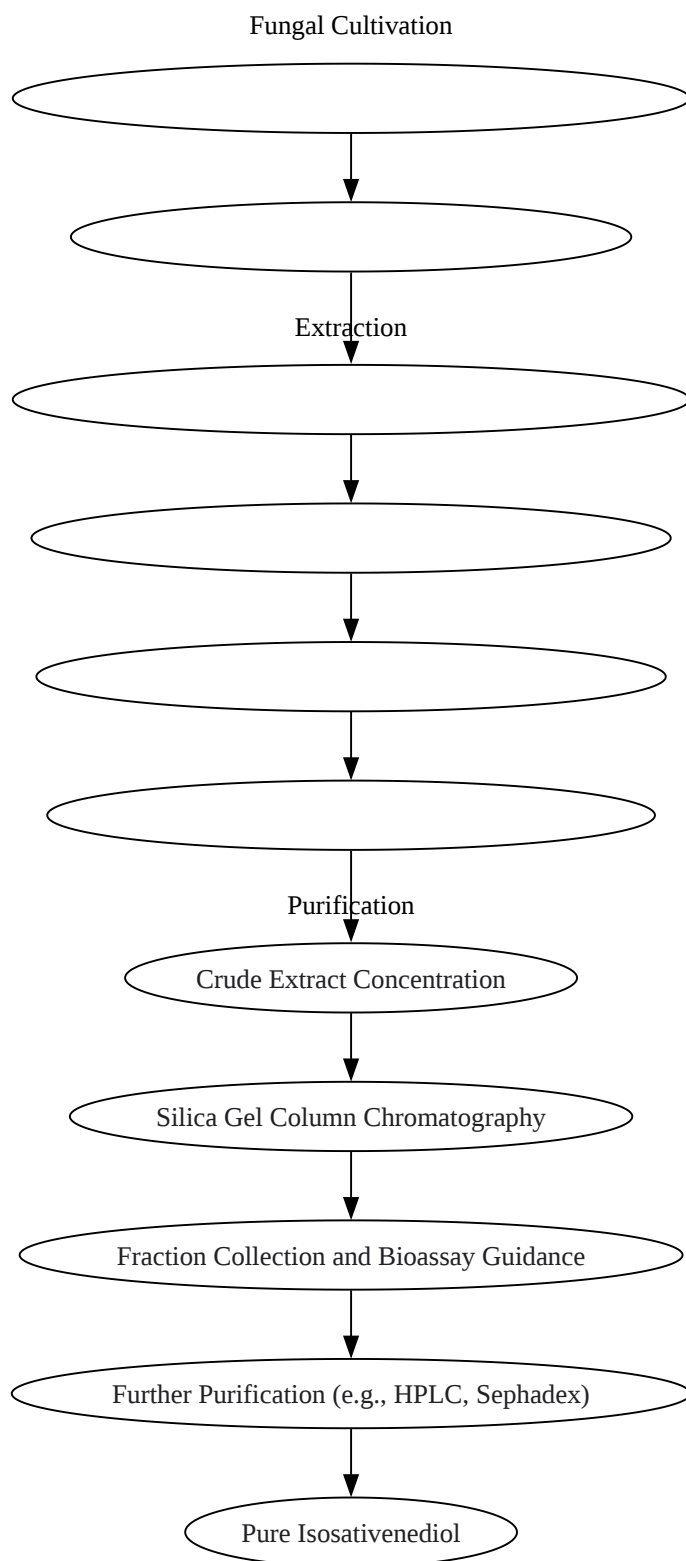 Fungal Cultivation
Extraction
Purification
Crude Extract Concentration
Silica Gel Column Chromatography
Fraction Collection and Bioassay Guidance
Further Purification (e.g., HPLC, Sephadex)
Pure Isosativenediol